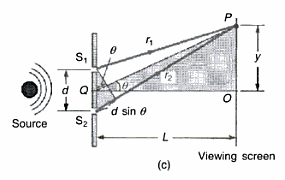 P
S₁
θ
r₁
r₂
y
d
Q
θ
O
S₂
d sin θ
Source
L
(c)
Viewing screen